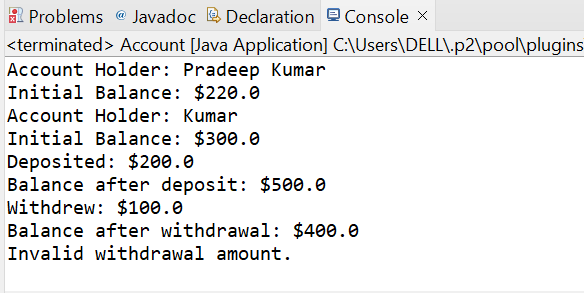 Problems @ Javadoc Declaration Console ×
<terminated> Account [Java Application] C:\Users\DELL\.p2\pool\plugins
Account Holder: Pradeep Kumar
Initial Balance: $220.0
Account Holder: Kumar
Initial Balance: $300.0
Deposited: $200.0
Balance after deposit: $500.0
Withdrew: $100.0
Balance after withdrawal: $400.0
Invalid withdrawal amount.